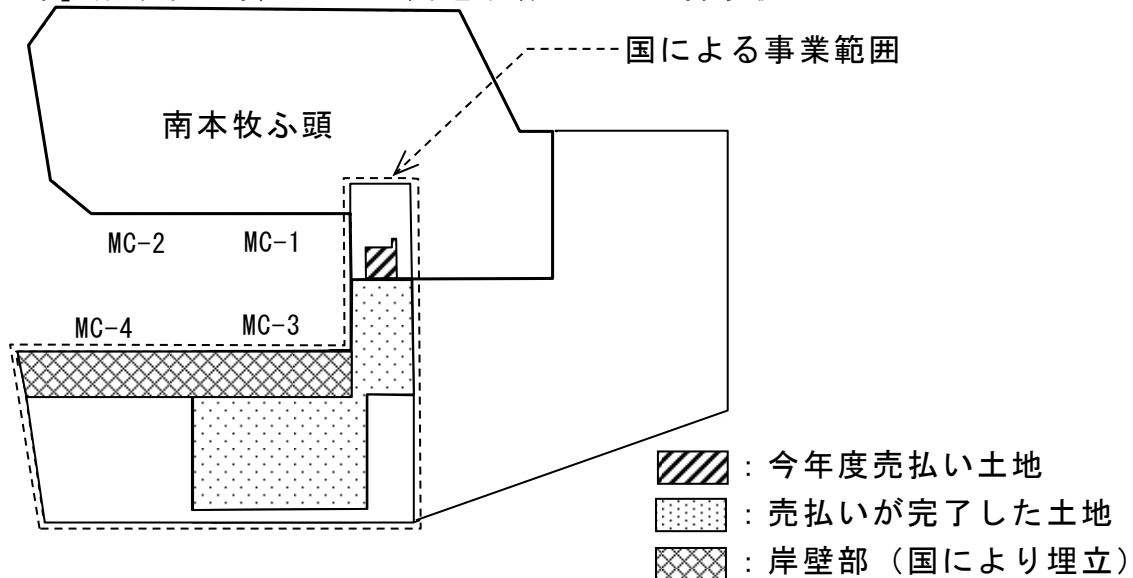 国による事業範囲
南本牧ふ頭
MC-2
MC-1
MC-4
MC-3
：今年度売払い土地
：売払いが完了した土地
：岸壁部（国により埋立）